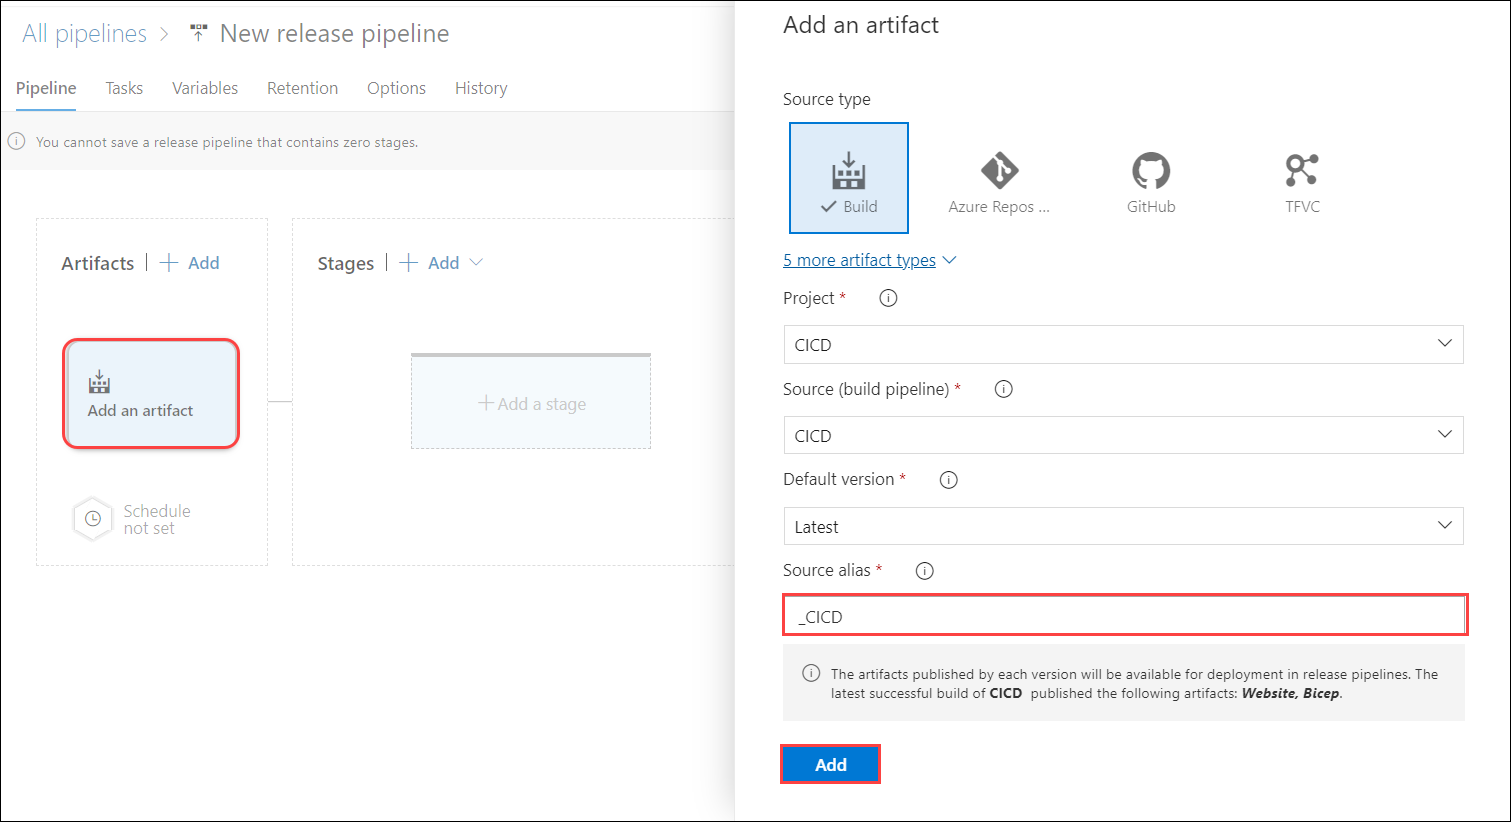 All pipelines
New release pipeline
Pipeline Tasks Variables Retention Options History
You cannot save a release pipeline that contains zero stages.
Artifacts | + Add
Stages | + Add
Add an artifact
+ Add a stage
Schedule
not set
Add an artifact
Source type
Build
Azure Repos ...
GitHub
TFVC
5 more artifact types
Project *
CICD
Source (build pipeline) *
CICD
Default version *
Latest
Source alias *
_CICD
The artifacts published by each version will be available for deployment in release pipelines. The
latest successful build of CICD published the following artifacts: Website, Bicep.
Add